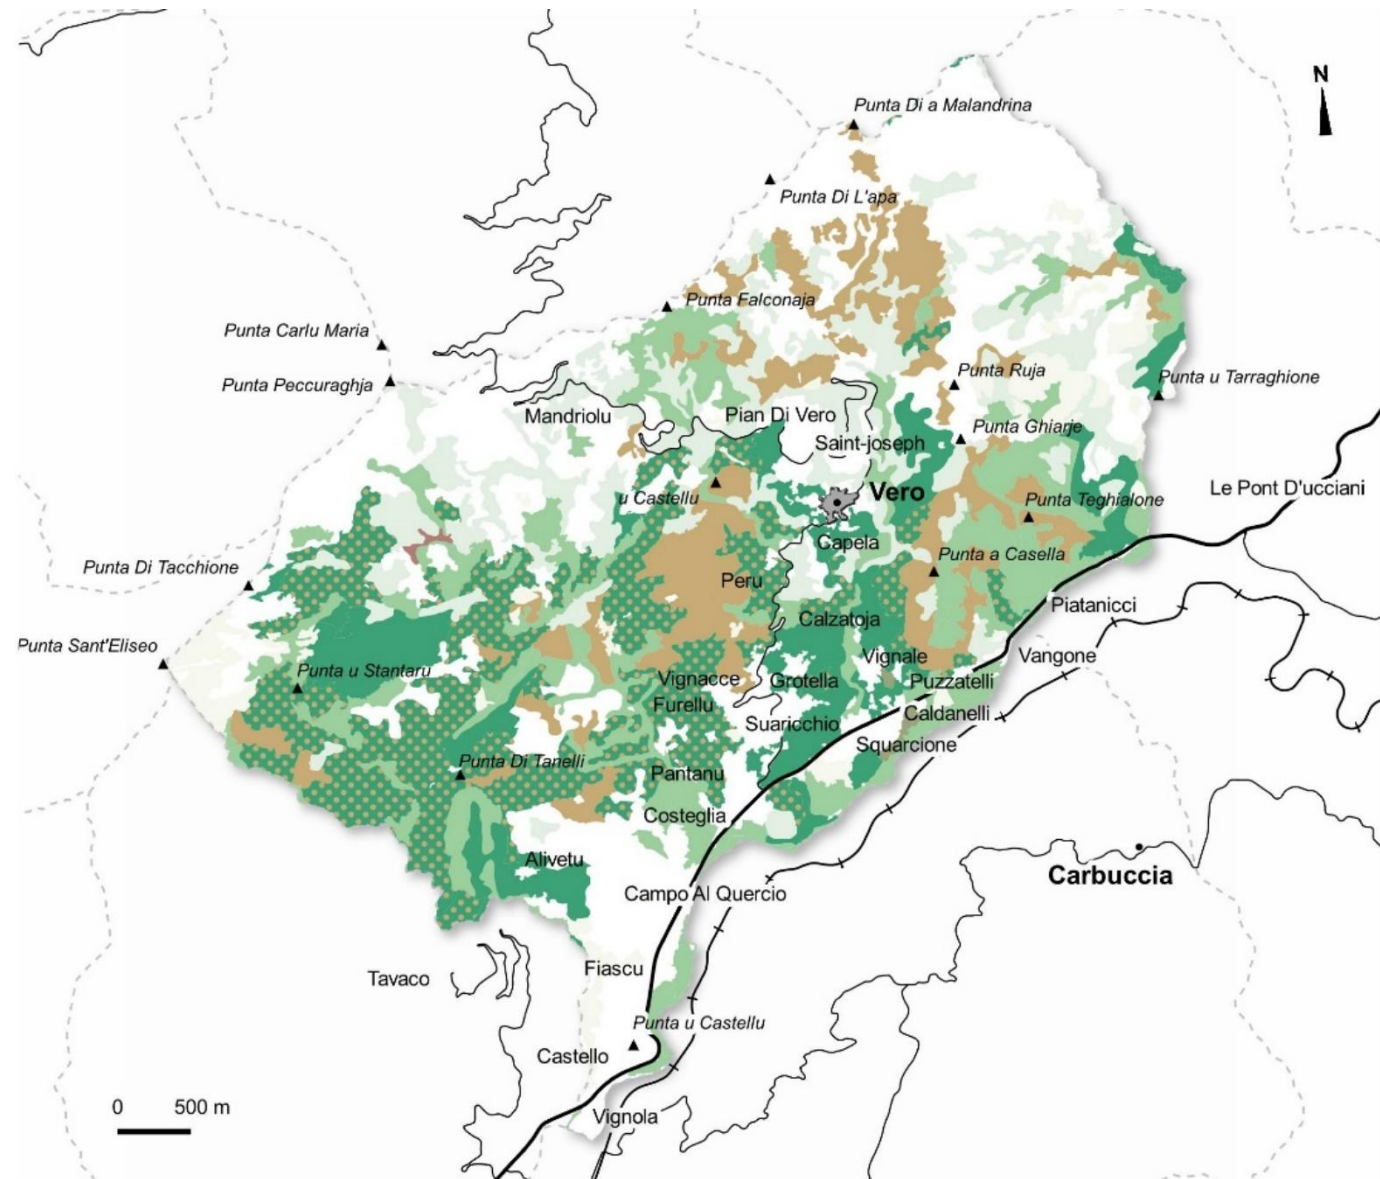 N
Punta Di a Malandrina
Punta Di L'apa
Punta Falconaja
Punta Carlu Maria
Punta Peccuraghja
Punta Ruja
Punta u Tarraghione
Mandriolu
Pian Di Vero
Punta Ghiarje
Saint-joseph
u Castellu
Vero
Punta Teghialone
Le Pont D'ucciani
Capela
Punta a Casella
Punta Di Tacchione
Peru
Piatanicci
Calzatoja
Punta Sant'Eliseo
Vignale
Vangone
Punta u Stantaru
Vignacce
Grotella
Puzzatelli
Furellu
Caldanelli
Suaricchio
Squarcione
Punta Di Tanelli
Pantanu
Costeglia
Alivetu
Carbuccia
Campo Al Quercio
Fiascu
Tavaco
Punta u Castellu
Castello
0 500 m
Vignola